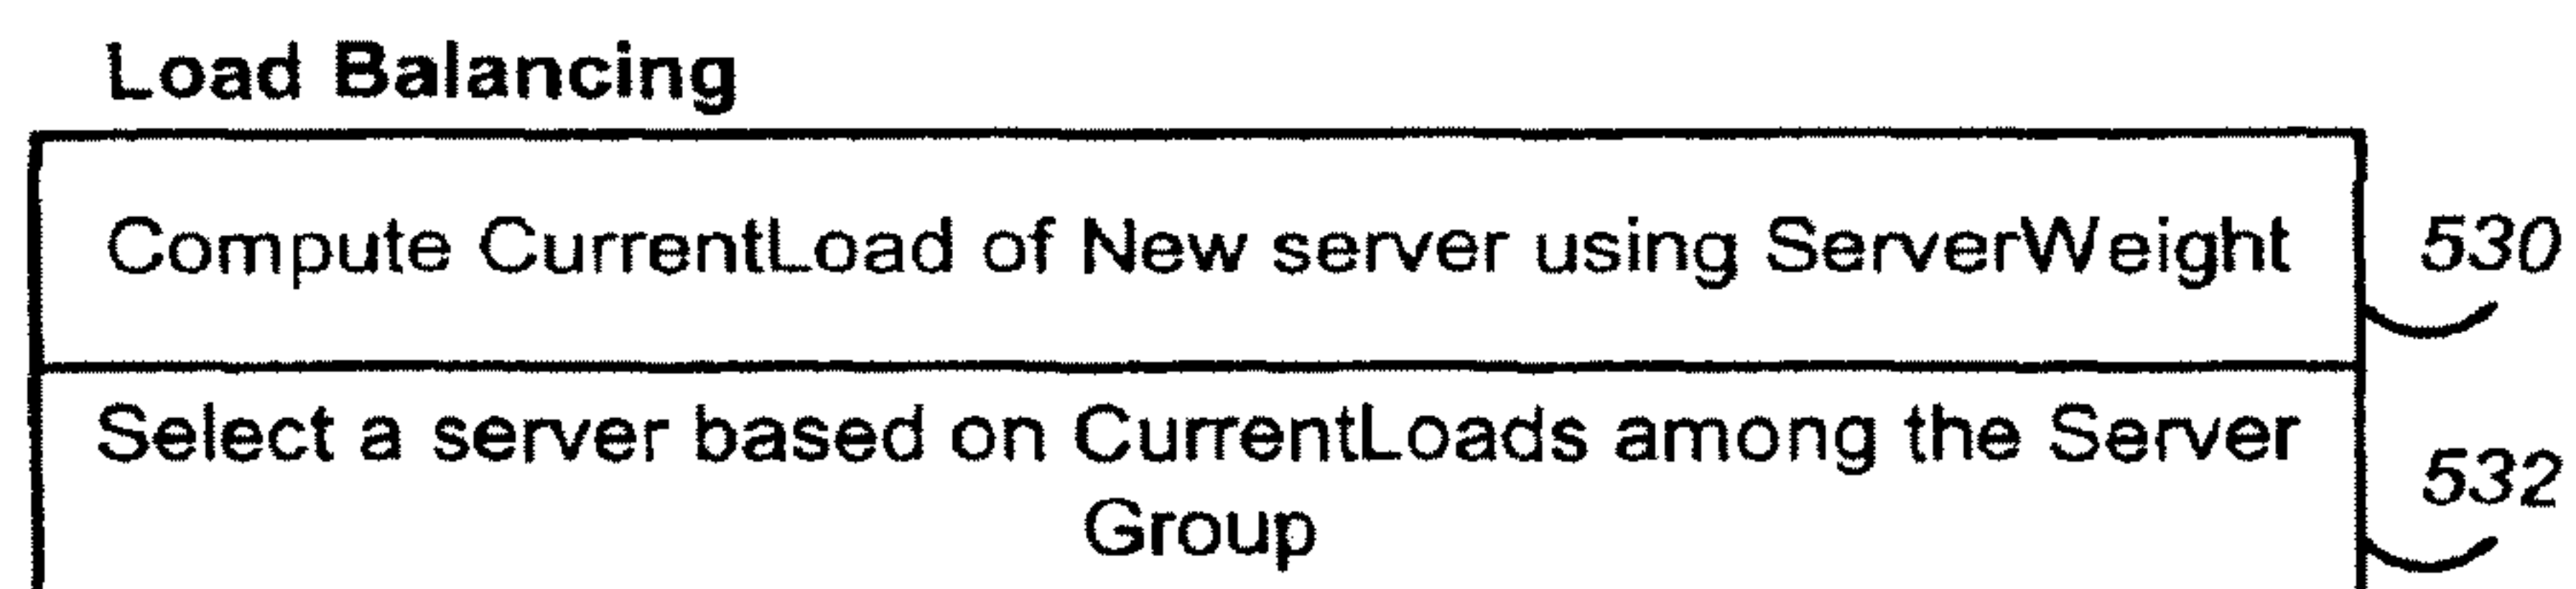 Load Balancing
Compute CurrentLoad of New server using ServerWeight
530
Select a server based on CurrentLoads among the Server
Group
532